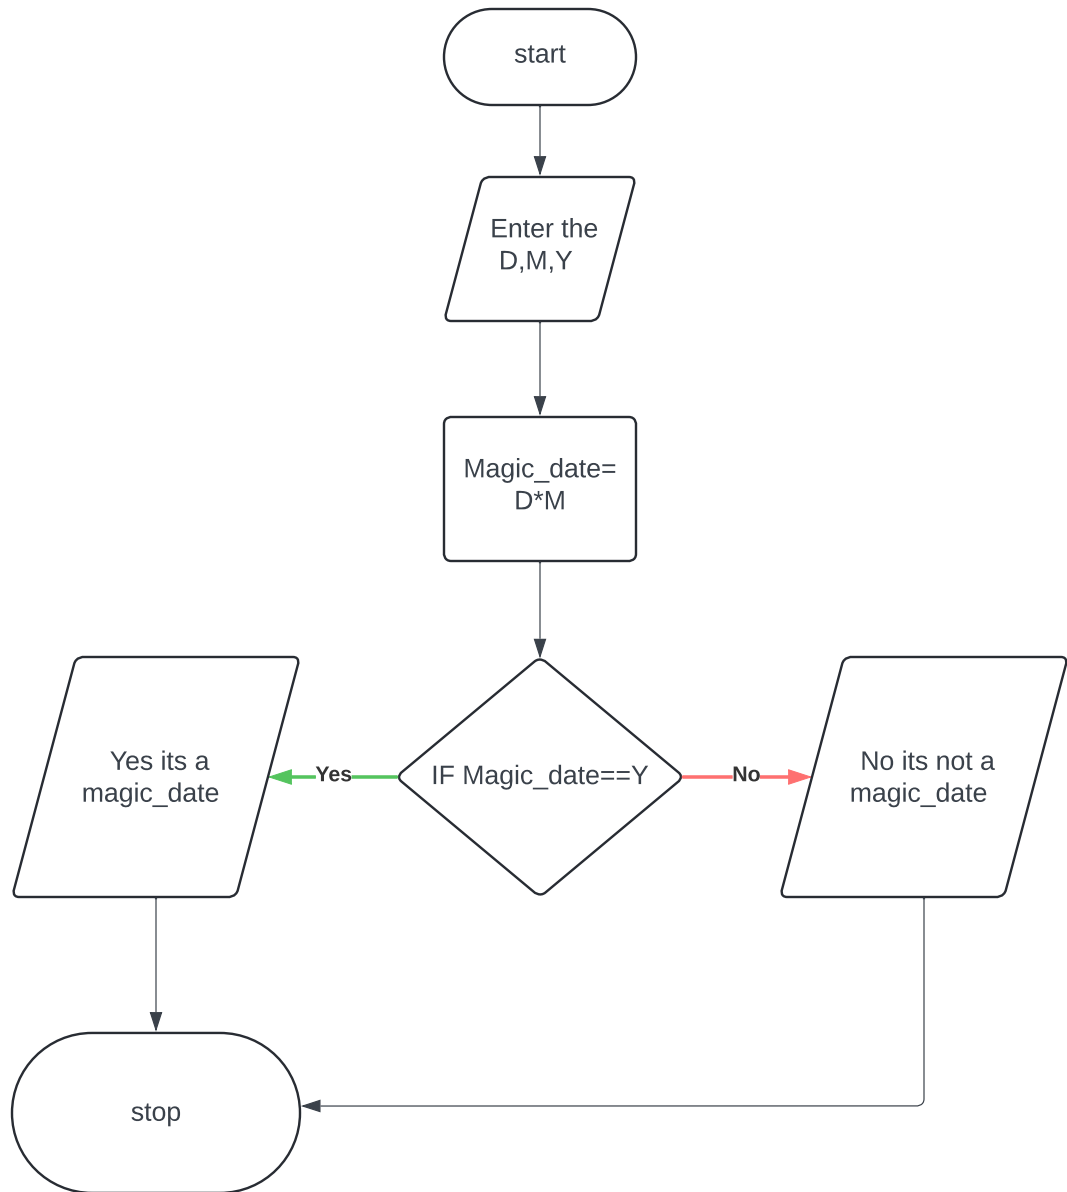 start
Enter the
D,M,Y
Magic_date=
D*M
IF Magic_date==Y
Yes
No
Yes its a
magic_date
No its not a
magic_date
stop